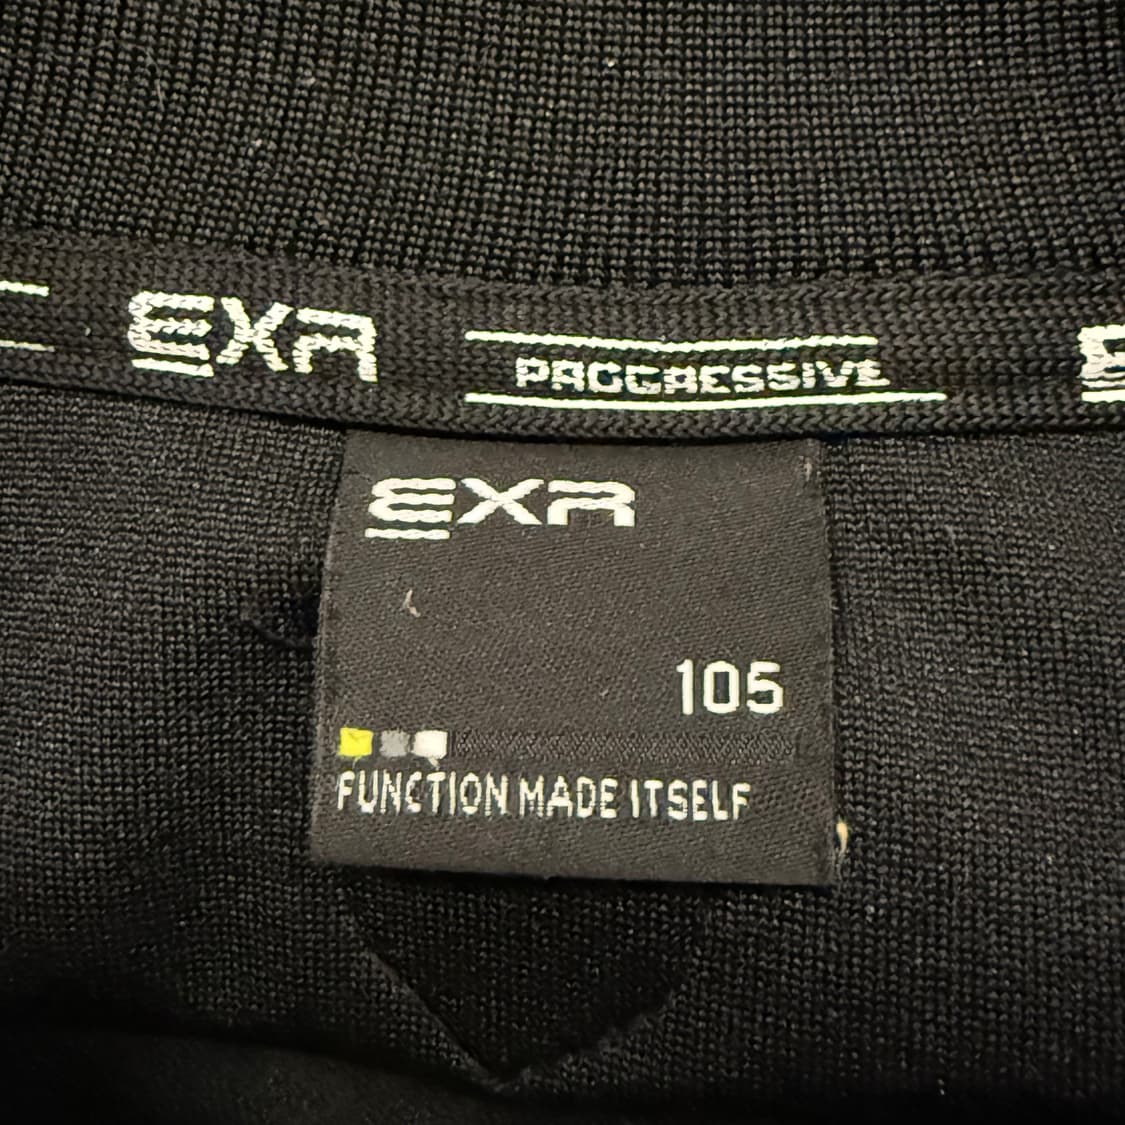 EXR PROGRESSIVE
EXR
105
FUNCTION MADE ITSELF